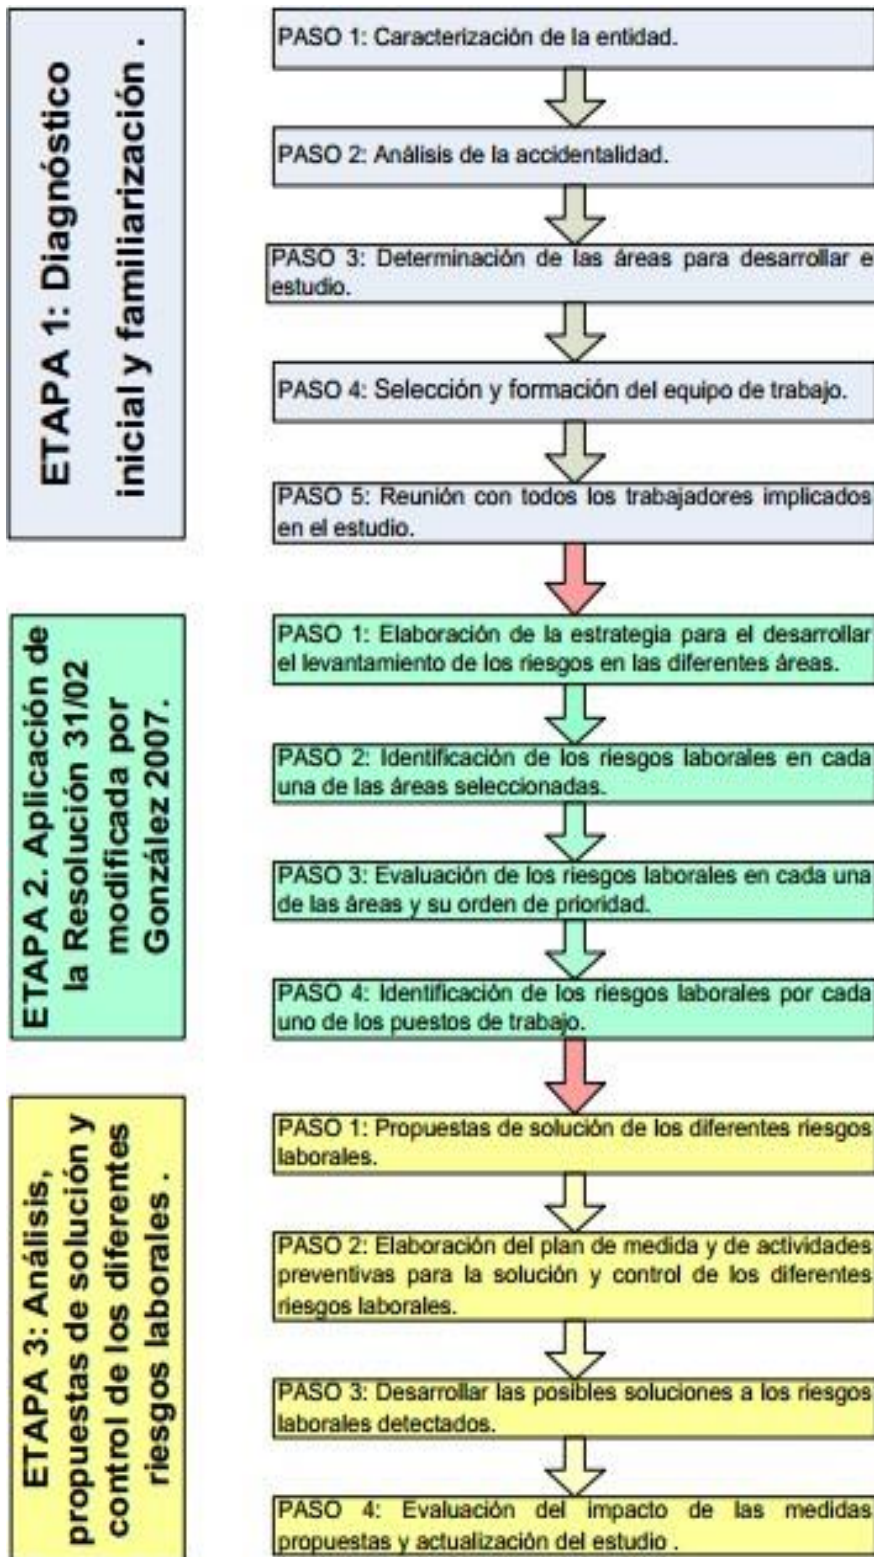 ETAPA 1: Diagnóstico
inicial y familiarización .
PASO 1: Caracterización de la entidad.
PASO 2: Análisis de la accidentalidad.
PASO 3: Determinación de las áreas para desarrollar e
estudio.
PASO 4: Selección y formación del equipo de trabajo.
PASO 5: Reunión con todos los trabajadores implicados
en el estudio.
ETAPA 2. Aplicación de
la Resolución 31/02
modificada por
González 2007.
PASO 1: Elaboración de la estrategia para el desarrollar
el levantamiento de los riesgos en las diferentes áreas.
PASO 2: Identificación de los riesgos laborales en cada
una de las áreas seleccionadas.
PASO 3: Evaluación de los riesgos laborales en cada una
de las áreas y su orden de prioridad.
PASO 4: Identificación de los riesgos laborales por cada
uno de los puestos de trabajo.
ETAPA 3: Análisis,
propuestas de solución y
control de los diferentes
riesgos laborales .
PASO 1: Propuestas de solución de los diferentes riesgos
laborales.
PASO 2: Elaboración del plan de medida y de actividades
preventivas para la solución y control de los diferentes
riesgos laborales.
PASO 3: Desarrollar las posibles soluciones a los riesgos
laborales detectados.
PASO 4: Evaluación del impacto de las medidas
propuestas y actualización del estudio .